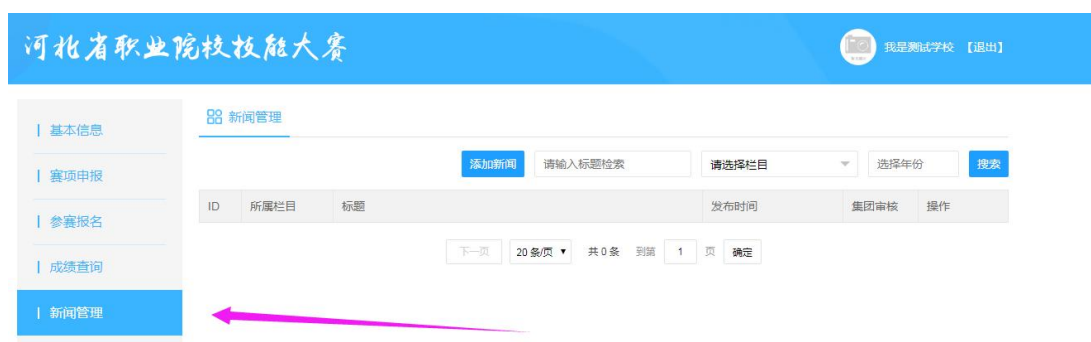 河北省职业院校技能大赛
我是测试学校 【退出】
基本信息
赛项申报
参赛报名
成绩查询
新闻管理
新闻管理
添加新闻 请输入标题检索 请选择栏目 选择年份 搜索
ID 所属栏目 标题 发布时间 集团审核 操作
下一页 20 条/页 共 0 条 到第 1 页 确定